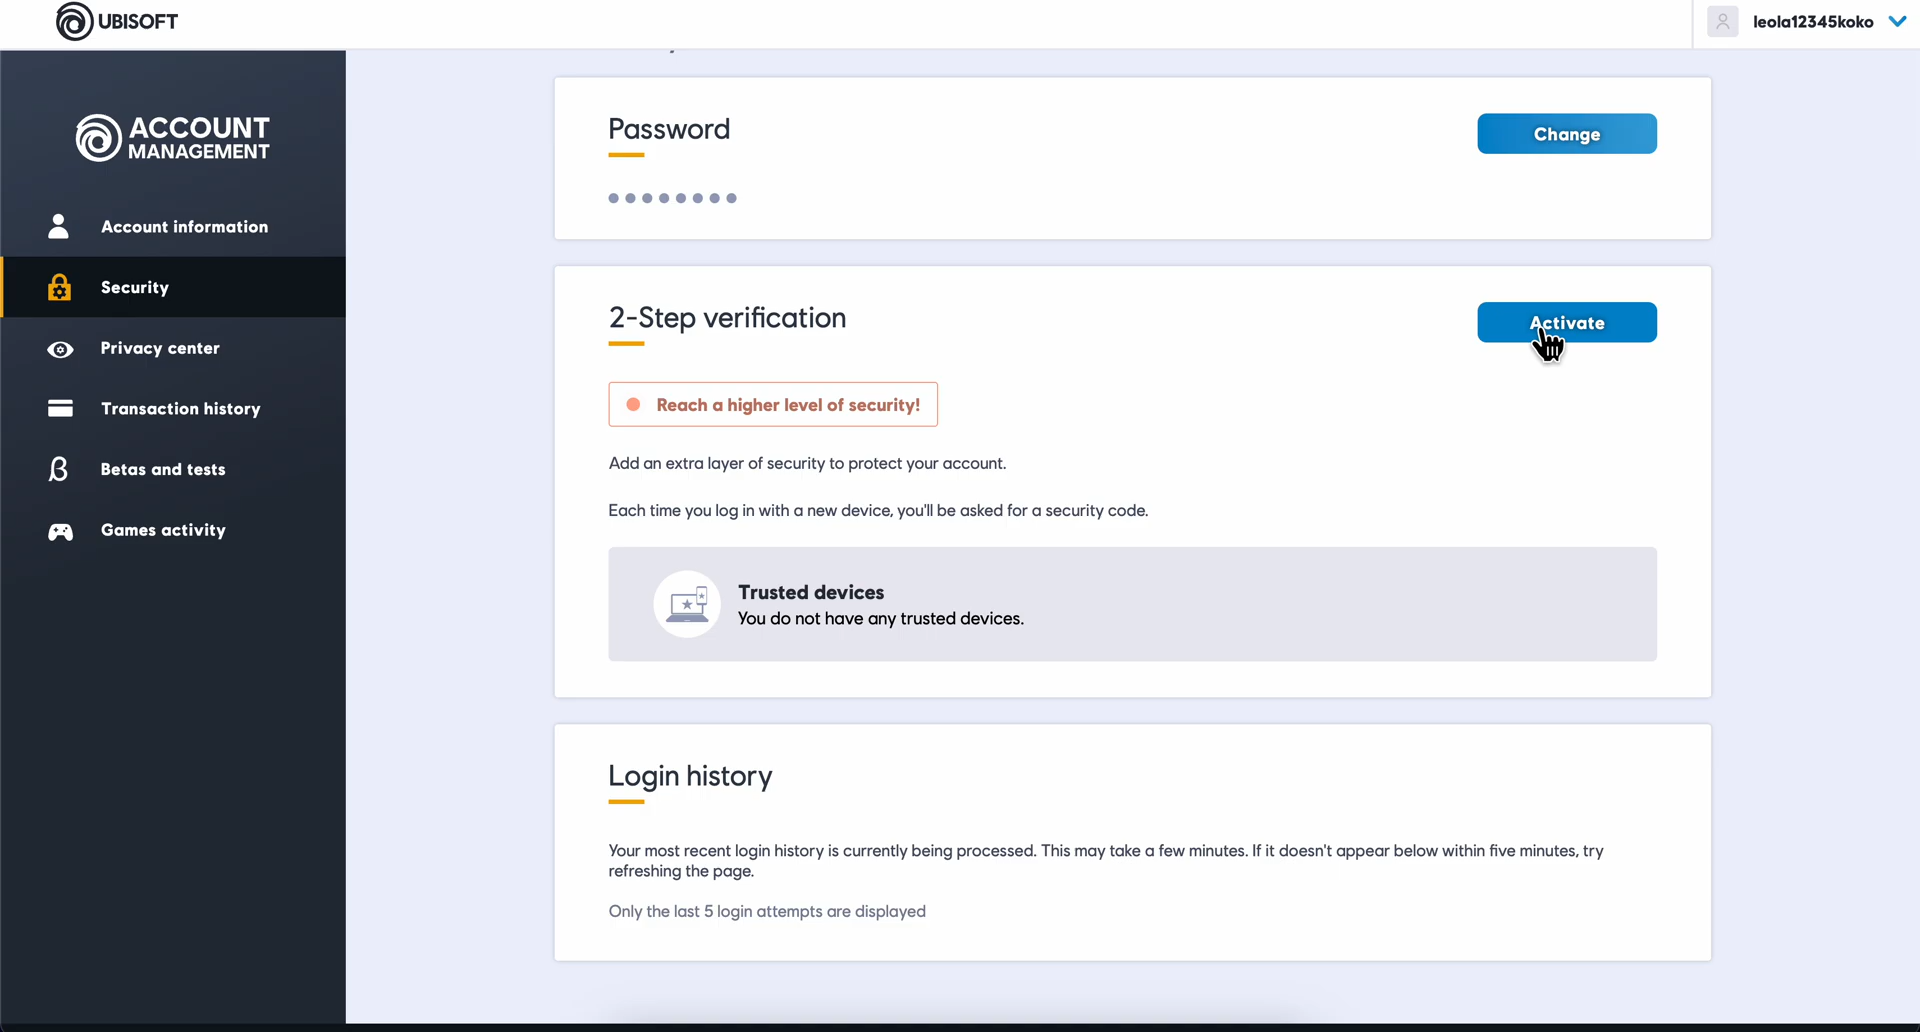 UBISOFT
leola12345koko
ACCOUNT
MANAGEMENT
Account information
Security
Privacy center
Transaction history
Betas and tests
Games activity
Password
Change
2-Step verification
Activate
Reach a higher level of security!
Add an extra layer of security to protect your account.
Each time you log in with a new device, you'll be asked for a security code.
Trusted devices
You do not have any trusted devices.
Login history
Your most recent login history is currently being processed. This may take a few minutes. If it doesn't appear below within five minutes, try
refreshing the page.
Only the last 5 login attempts are displayed